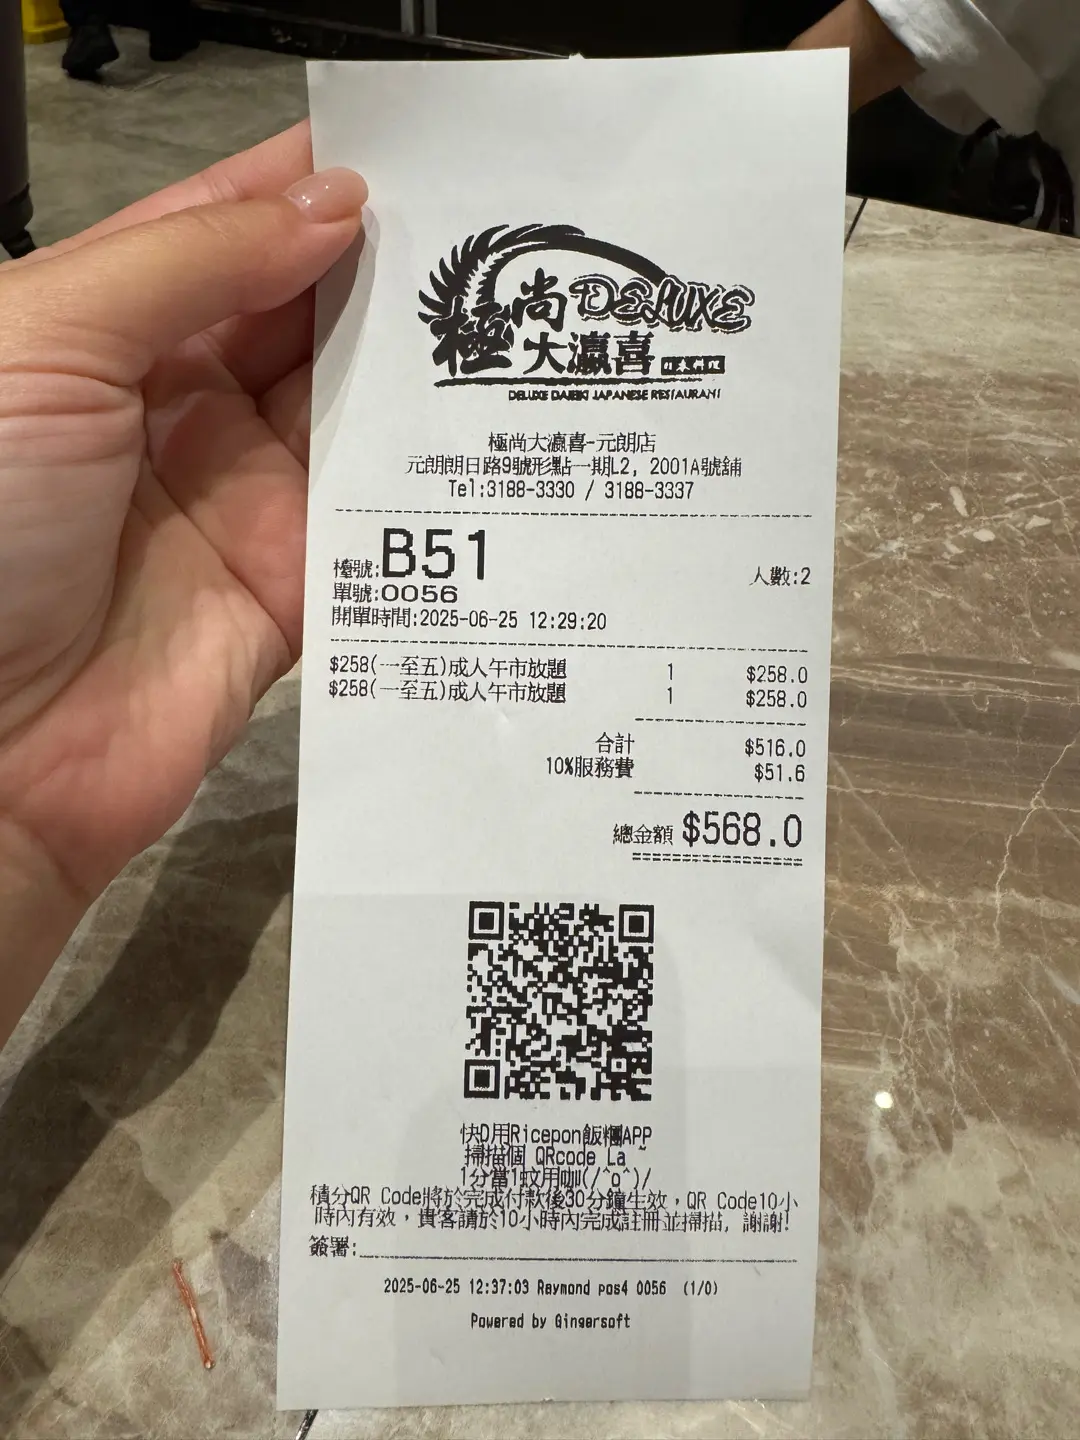 極尚 DELUXE
大瀛喜
DELUXE DAIEIKI JAPANESE RESTAURANT
極尚大瀛喜-元朗店
元朗朗日路9號形點一期L2, 2001A號舖
Tel:3188-3330 / 3188-3337
檯號:B51 人數:2
單號:0056
開單時間:2025-06-25 12:29:20
$258(一至五)成人午市放題 1 $258.0
$258(一至五)成人午市放題 1 $258.0
合計 $516.0
10%服務費 $51.6
總金額 $568.0
快D用Ricepon飯糰APP
掃描個 QRcode La ~
1分當1蚊用咖(/^o^)/
積分QR Code將於完成付款後30分鐘生效，QR Code10小
時內有效，貴客請於10小時內完成註冊並掃描, 謝謝!
簽署:
2025-06-25 12:37:03 Raymond pos4 0056 (1/0)
Powered by Gingersoft